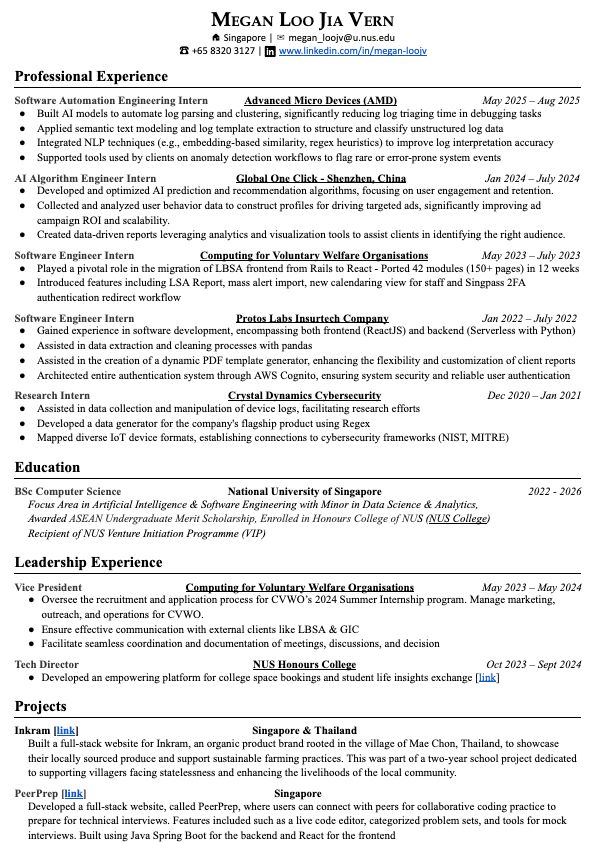 MEGAN LOO JIA VERN
Singapore | megan_loojv@u.nus.edu
+65 8320 3127 | in www.linkedin.com/in/megan-loojv
Professional Experience
Software Automation Engineering Intern Advanced Micro Devices (AMD) May 2025 – Aug 2025
● Built AI models to automate log parsing and clustering, significantly reducing log triaging time in debugging tasks
● Applied semantic text modeling and log template extraction to structure and classify unstructured log data
● Integrated NLP techniques (e.g., embedding-based similarity, regex heuristics) to improve log interpretation accuracy
● Supported tools used by clients on anomaly detection workflows to flag rare or error-prone system events
AI Algorithm Engineer Intern Global One Click - Shenzhen, China Jan 2024 – July 2024
● Developed and optimized AI prediction and recommendation algorithms, focusing on user engagement and retention.
● Collected and analyzed user behavior data to construct profiles for driving targeted ads, significantly improving ad
campaign ROI and scalability.
● Created data-driven reports leveraging analytics and visualization tools to assist clients in identifying the right audience.
Software Engineer Intern Computing for Voluntary Welfare Organisations May 2023 – July 2023
● Played a pivotal role in the migration of LBSA frontend from Rails to React - Ported 42 modules (150+ pages) in 12 weeks
● Introduced features including LSA Report, mass alert import, new calendaring view for staff and Singpass 2FA
authentication redirect workflow
Software Engineer Intern Protos Labs Insurtech Company Jan 2022 – July 2022
● Gained experience in software development, encompassing both frontend (ReactJS) and backend (Serverless with Python)
● Assisted in data extraction and cleaning processes with pandas
● Assisted in the creation of a dynamic PDF template generator, enhancing the flexibility and customization of client reports
● Architected entire authentication system through AWS Cognito, ensuring system security and reliable user authentication
Research Intern Crystal Dynamics Cybersecurity Dec 2020 – Jan 2021
● Assisted in data collection and manipulation of device logs, facilitating research efforts
● Developed a data generator for the company's flagship product using Regex
● Mapped diverse IoT device formats, establishing connections to cybersecurity frameworks (NIST, MITRE)
Education
BSc Computer Science National University of Singapore 2022 - 2026
Focus Area in Artificial Intelligence & Software Engineering with Minor in Data Science & Analytics,
Awarded ASEAN Undergraduate Merit Scholarship, Enrolled in Honours College of NUS (NUS College)
Recipient of NUS Venture Initiation Programme (VIP)
Leadership Experience
Vice President Computing for Voluntary Welfare Organisations May 2023 – May 2024
● Oversee the recruitment and application process for CVWO’s 2024 Summer Internship program. Manage marketing,
outreach, and operations for CVWO.
● Ensure effective communication with external clients like LBSA & GIC
● Facilitate seamless coordination and documentation of meetings, discussions, and decision
Tech Director NUS Honours College Oct 2023 – Sept 2024
● Developed an empowering platform for college space bookings and student life insights exchange [link]
Projects
Inkram [link] Singapore & Thailand
Built a full-stack website for Inkram, an organic product brand rooted in the village of Mae Chon, Thailand, to showcase
their locally sourced produce and support sustainable farming practices. This was part of a two-year school project dedicated
to supporting villagers facing statelessness and enhancing the livelihoods of the local community.
PeerPrep [link] Singapore
Developed a full-stack website, called PeerPrep, where users can connect with peers for collaborative coding practice to
prepare for technical interviews. Features included such as a live code editor, categorized problem sets, and tools for mock
interviews. Built using Java Spring Boot for the backend and React for the frontend